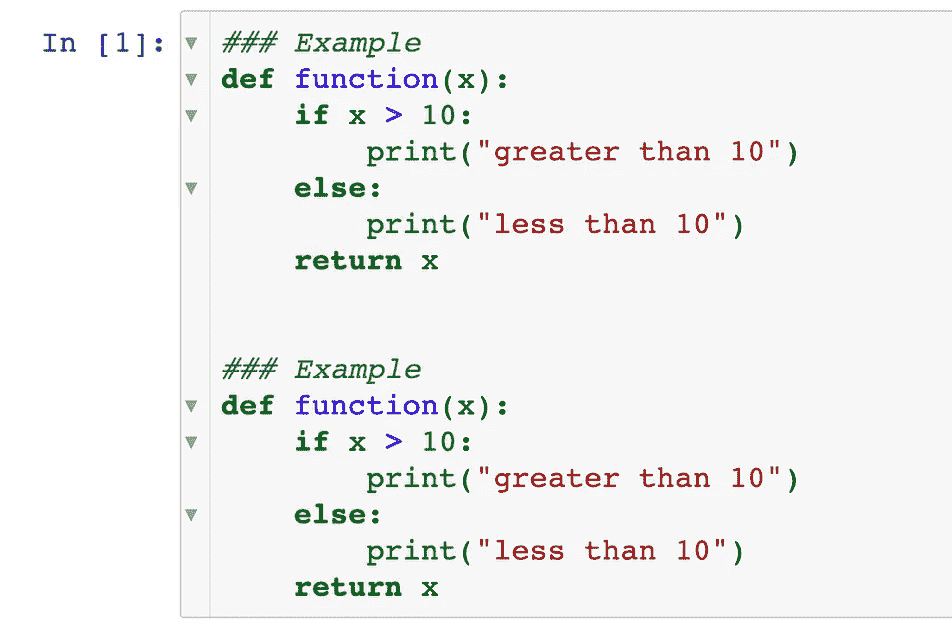 In [1]: ### Example
def function(x):
    if x > 10:
        print("greater than 10")
    else:
        print("less than 10")
    return x
### Example
def function(x):
    if x > 10:
        print("greater than 10")
    else:
        print("less than 10")
    return x